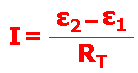 I = (ε₂ – ε₁) / R_T